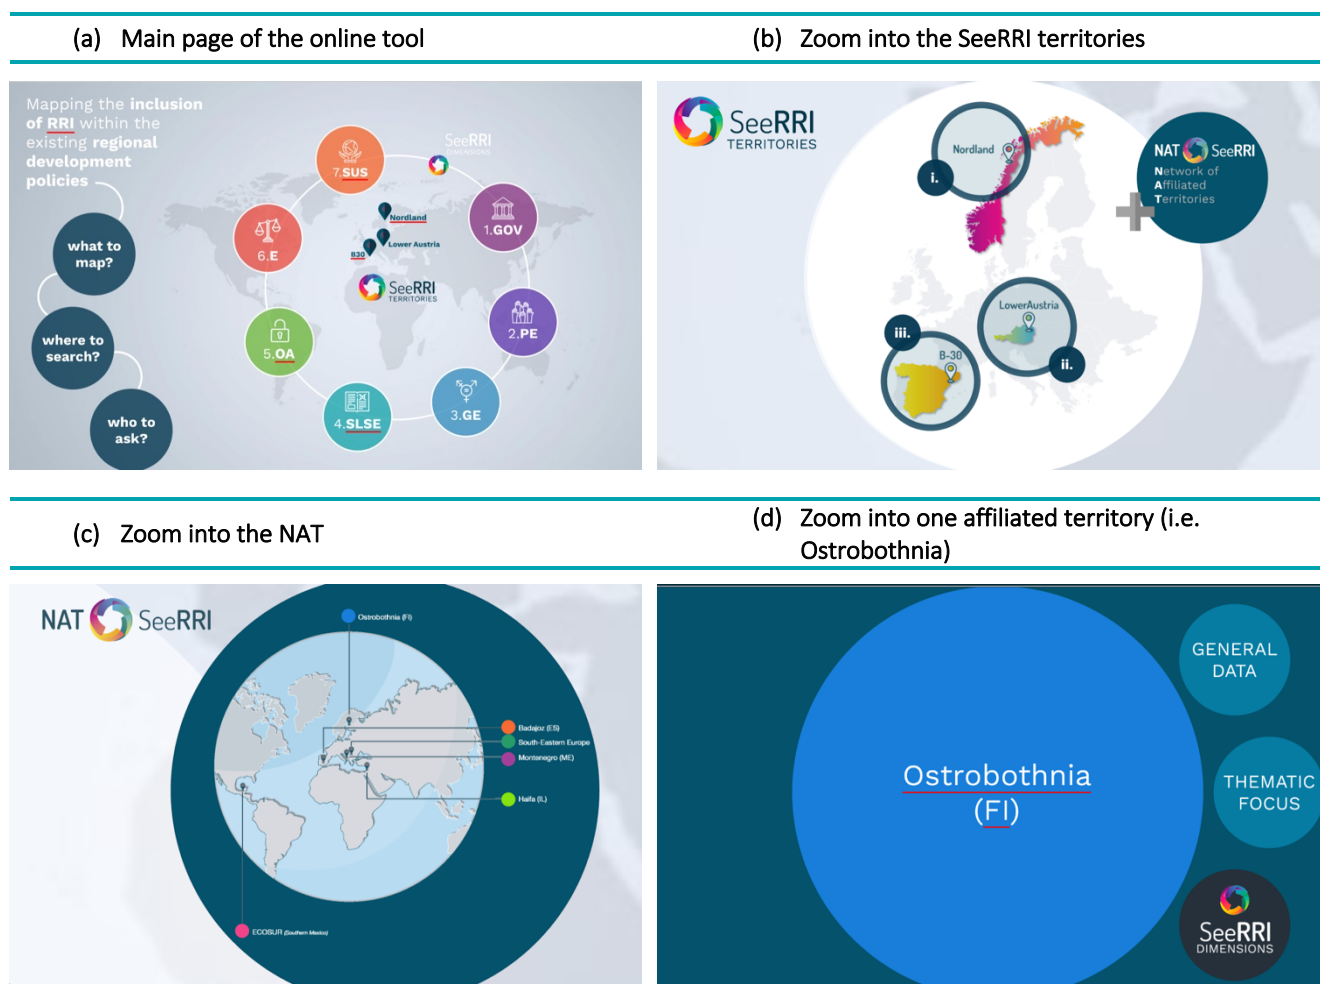 (a) Main page of the online tool
(b) Zoom into the SeeRRI territories
Mapping the inclusion
of RRI within the
existing regional
development
policies
what to
map?
where to
search?
who to
ask?
SeeRRI
DIMENSIONS
7.SUS
1.GOV
6.E
2.PE
5.OA
3.GE
4.SLSE
Nordland
Lower Austria
B30
SeeRRI
TERRITORIES
SeeRRI
TERRITORIES
Nordland
i.
NAT SeeRRI
Network of
Affiliated
Territories
LowerAustria
ii.
iii.
B-30
(c) Zoom into the NAT
(d) Zoom into one affiliated territory (i.e.
Ostrobothnia)
NAT SeeRRI
Ostrobothnia (FI)
Badajoz (ES)
South-Eastern Europe
Montenegro (ME)
Haifa (IL)
ECOSUR (Southern Mexico)
Ostrobothnia
(FI)
GENERAL
DATA
THEMATIC
FOCUS
SeeRRI
DIMENSIONS